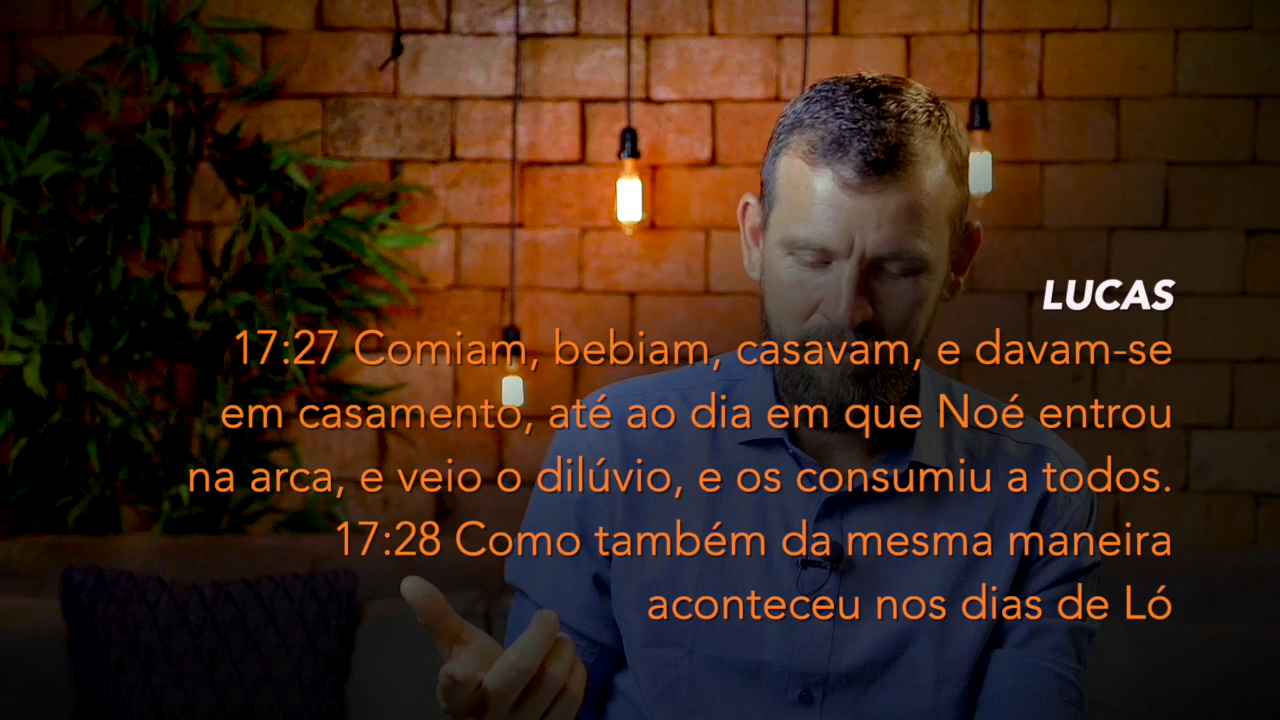 LUCAS
17:27 Comiam, bebiam, casavam, e davam-se
em casamento, até ao dia em que Noé entrou
na arca, e veio o dilúvio, e os consumiu a todos.
17:28 Como também da mesma maneira
aconteceu nos dias de Ló